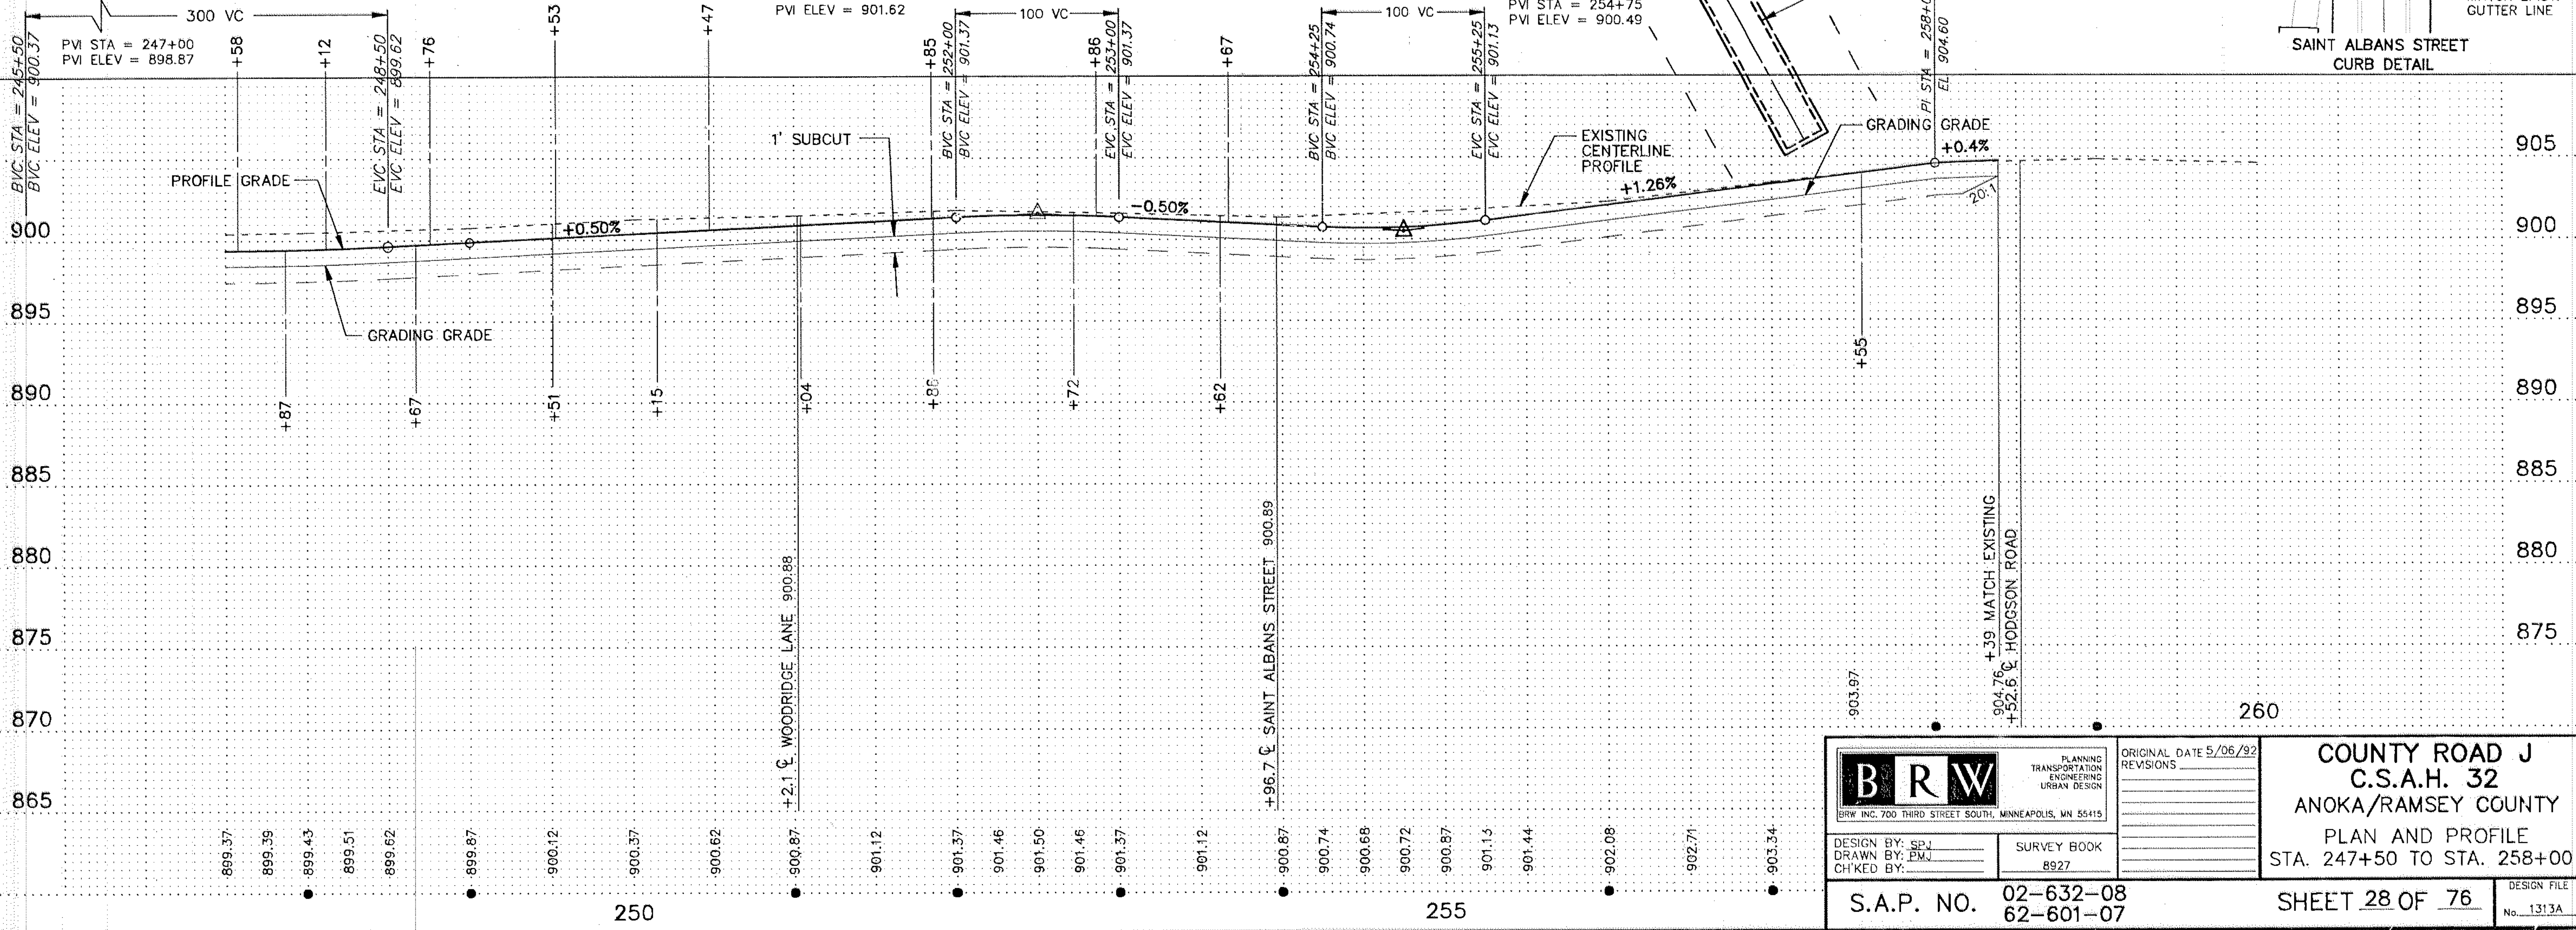 300 VC
PVI STA = 247+00
PVI ELEV = 898.87
BVC STA = 245+50
BVC ELEV = 900.37
+58
+12
EVC STA = 248+50
EVC ELEV = 899.62
+76
+53
+47
PVI ELEV = 901.62
+85
BVC STA = 252+00
BVC ELEV = 901.37
100 VC
+86
EVC STA = 253+00
EVC ELEV = 901.37
+67
BVC STA = 254+25
BVC ELEV = 900.74
100 VC
EVC STA = 255+25
EVC ELEV = 901.13
PVI STA = 254+75
PVI ELEV = 900.49
EL 904.60
GUTTER LINE
SAINT ALBANS STREET
CURB DETAIL
PROFILE GRADE
1' SUBCUT
EXISTING
CENTERLINE
PROFILE
GRADING GRADE
+0.4%
+1.26%
20:1
+0.50%
-0.50%
GRADING GRADE
905
900
900
895
895
890
890
885
885
880
880
875
875
870
865
+87
+67
+51
+15
+04
+86
+72
+62
+55
+2.1 ℄ WOODRIDGE LANE 900.88
+96.7 ℄ SAINT ALBANS STREET 900.89
+39 MATCH EXISTING
904.76
+52.6 ℄ HODGSON ROAD
903.97
899.37
899.39
899.43
899.51
899.62
899.87
900.12
900.37
900.62
900.87
901.12
901.37
901.46
901.50
901.46
901.37
901.12
900.87
900.74
900.68
900.72
900.87
901.13
901.44
902.08
902.71
903.34
250
255
260
BRW
PLANNING
TRANSPORTATION
ENGINEERING
URBAN DESIGN
BRW INC. 700 THIRD STREET SOUTH, MINNEAPOLIS, MN 55415
ORIGINAL DATE 5/06/92
REVISIONS
DESIGN BY: SPJ
DRAWN BY: PMJ
CH'KED BY:
SURVEY BOOK
8927
COUNTY ROAD J
C.S.A.H. 32
ANOKA/RAMSEY COUNTY
PLAN AND PROFILE
STA. 247+50 TO STA. 258+00
S.A.P. NO. 02-632-08
62-601-07
SHEET 28 OF 76
DESIGN FILE
No. 1313A